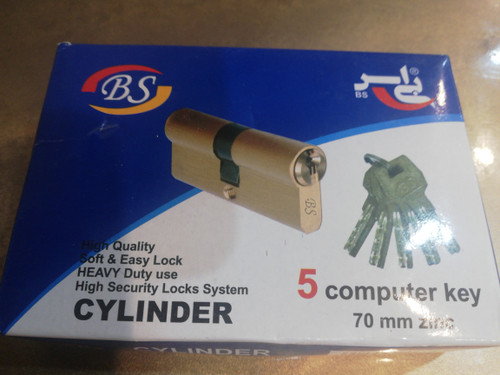 BS
بی اس®
BS
BS
High Quality
Soft & Easy Lock
HEAVY Duty use
High Security Locks System
CYLINDER
5 computer key
70 mm zinc
CYLINDER